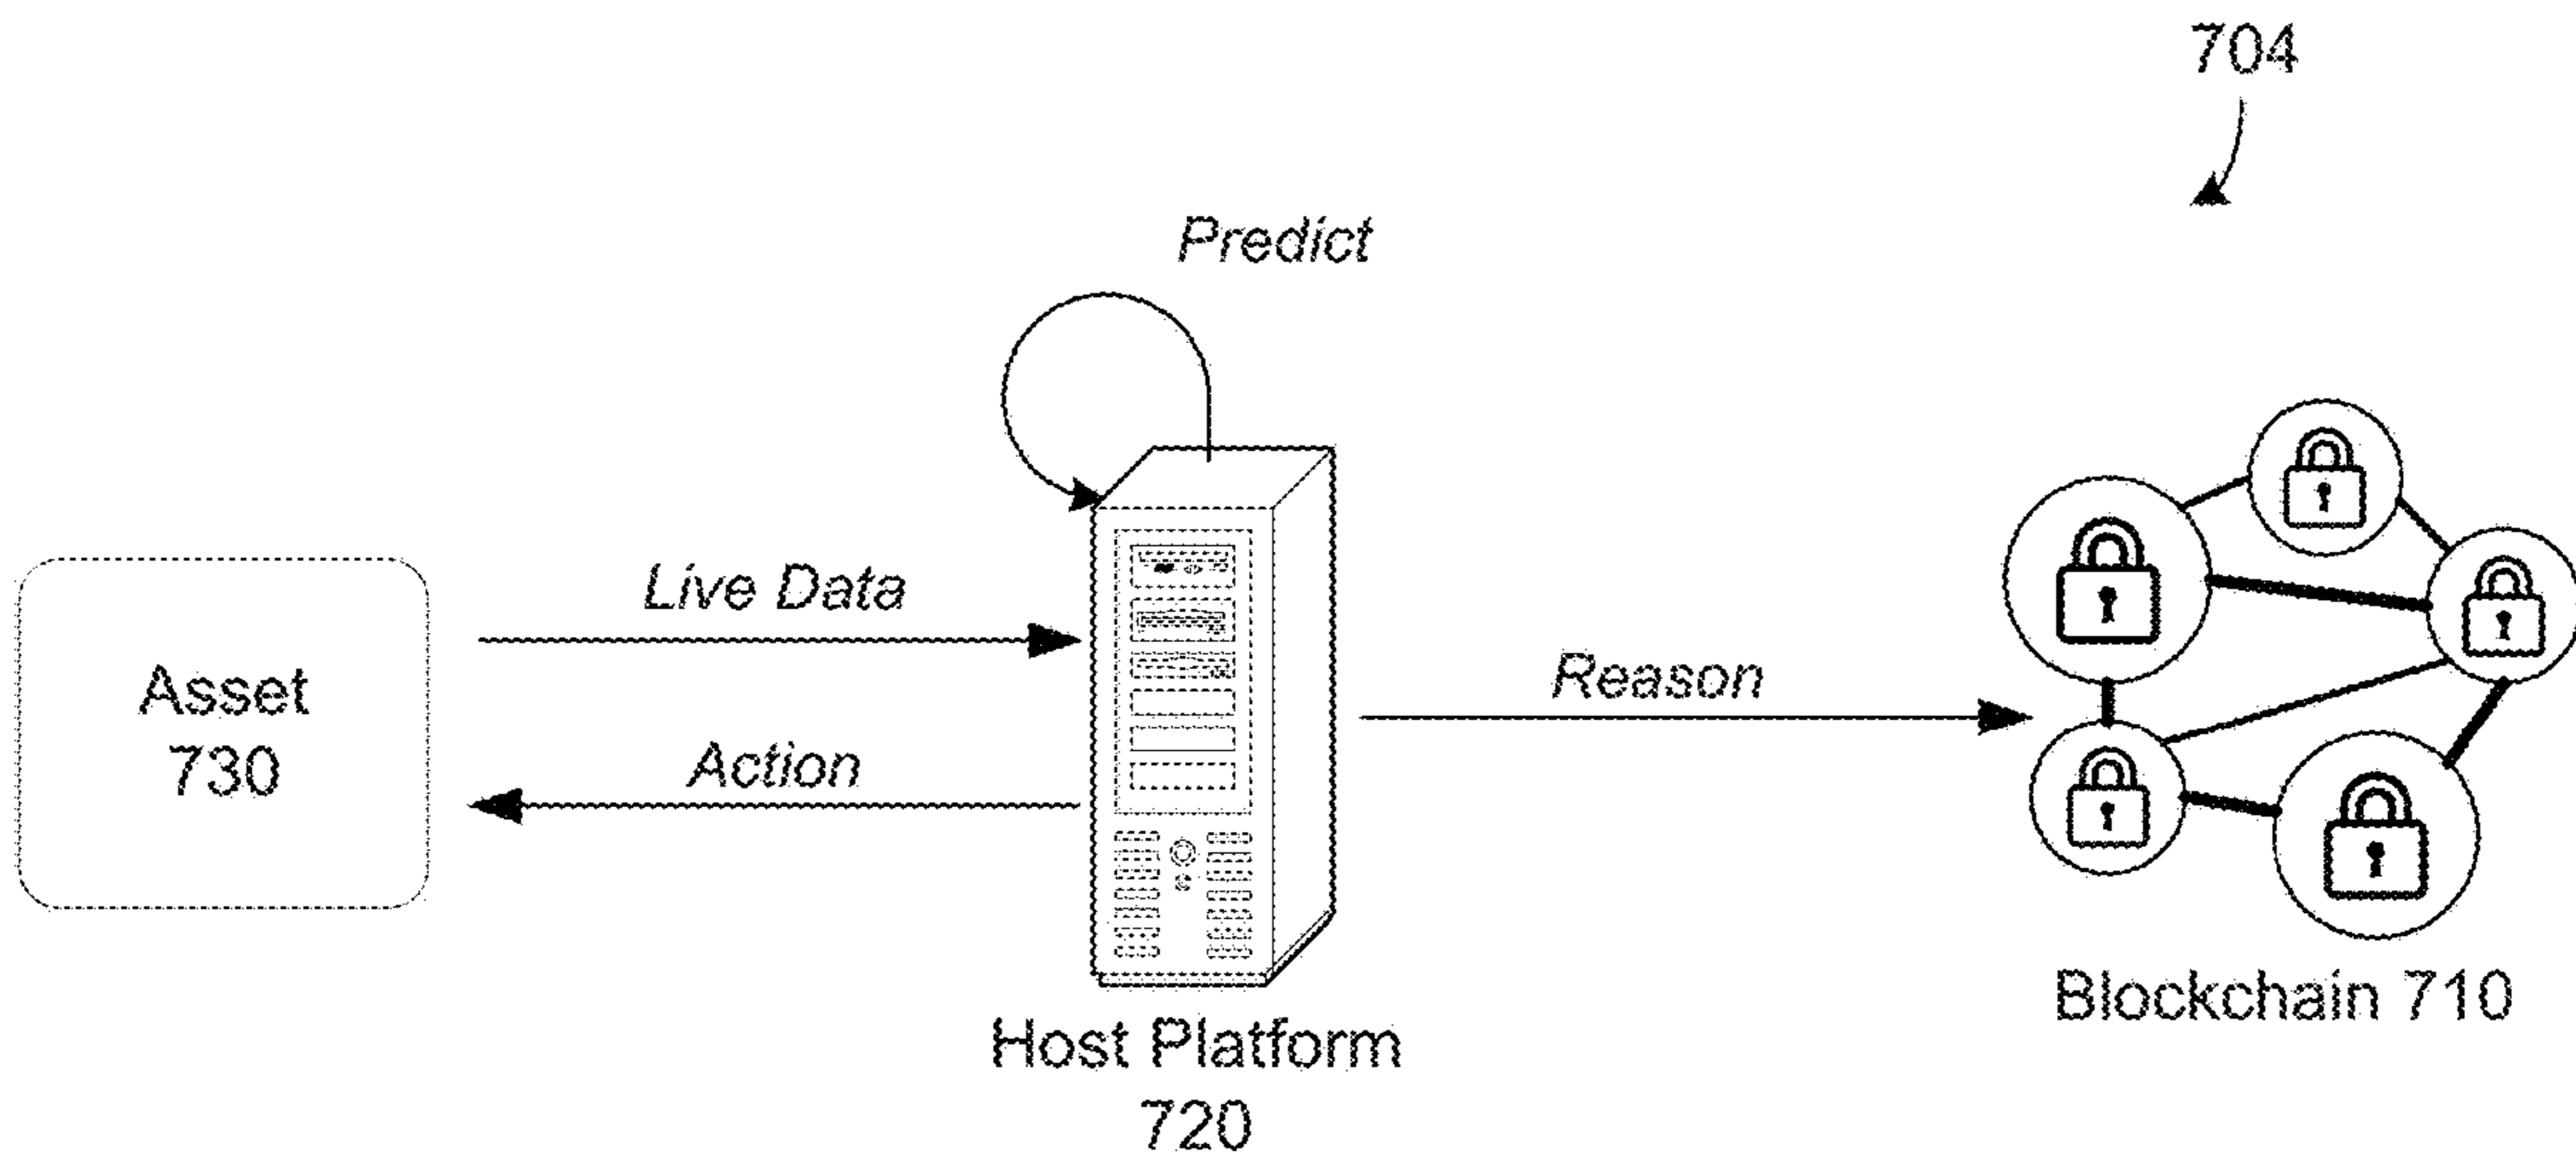 704
Predict
Live Data
Asset
730
Action
Reason
Host Platform
720
Blockchain 710